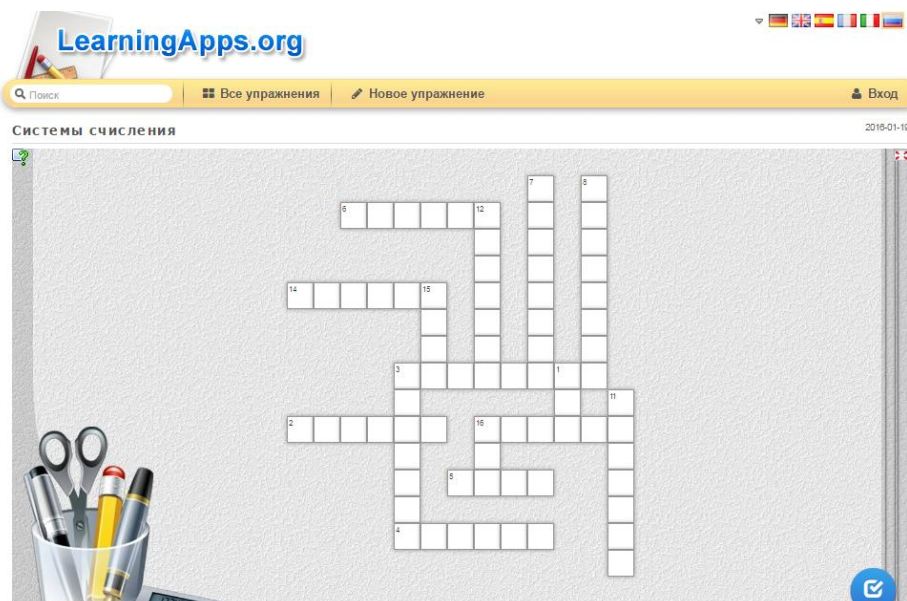 LearningApps.org
Поиск
Все упражнения
Новое упражнение
Вход
Системы счисления
2016-01-19
7
8
6
12
14
15
3
1
11
2
16
5
4